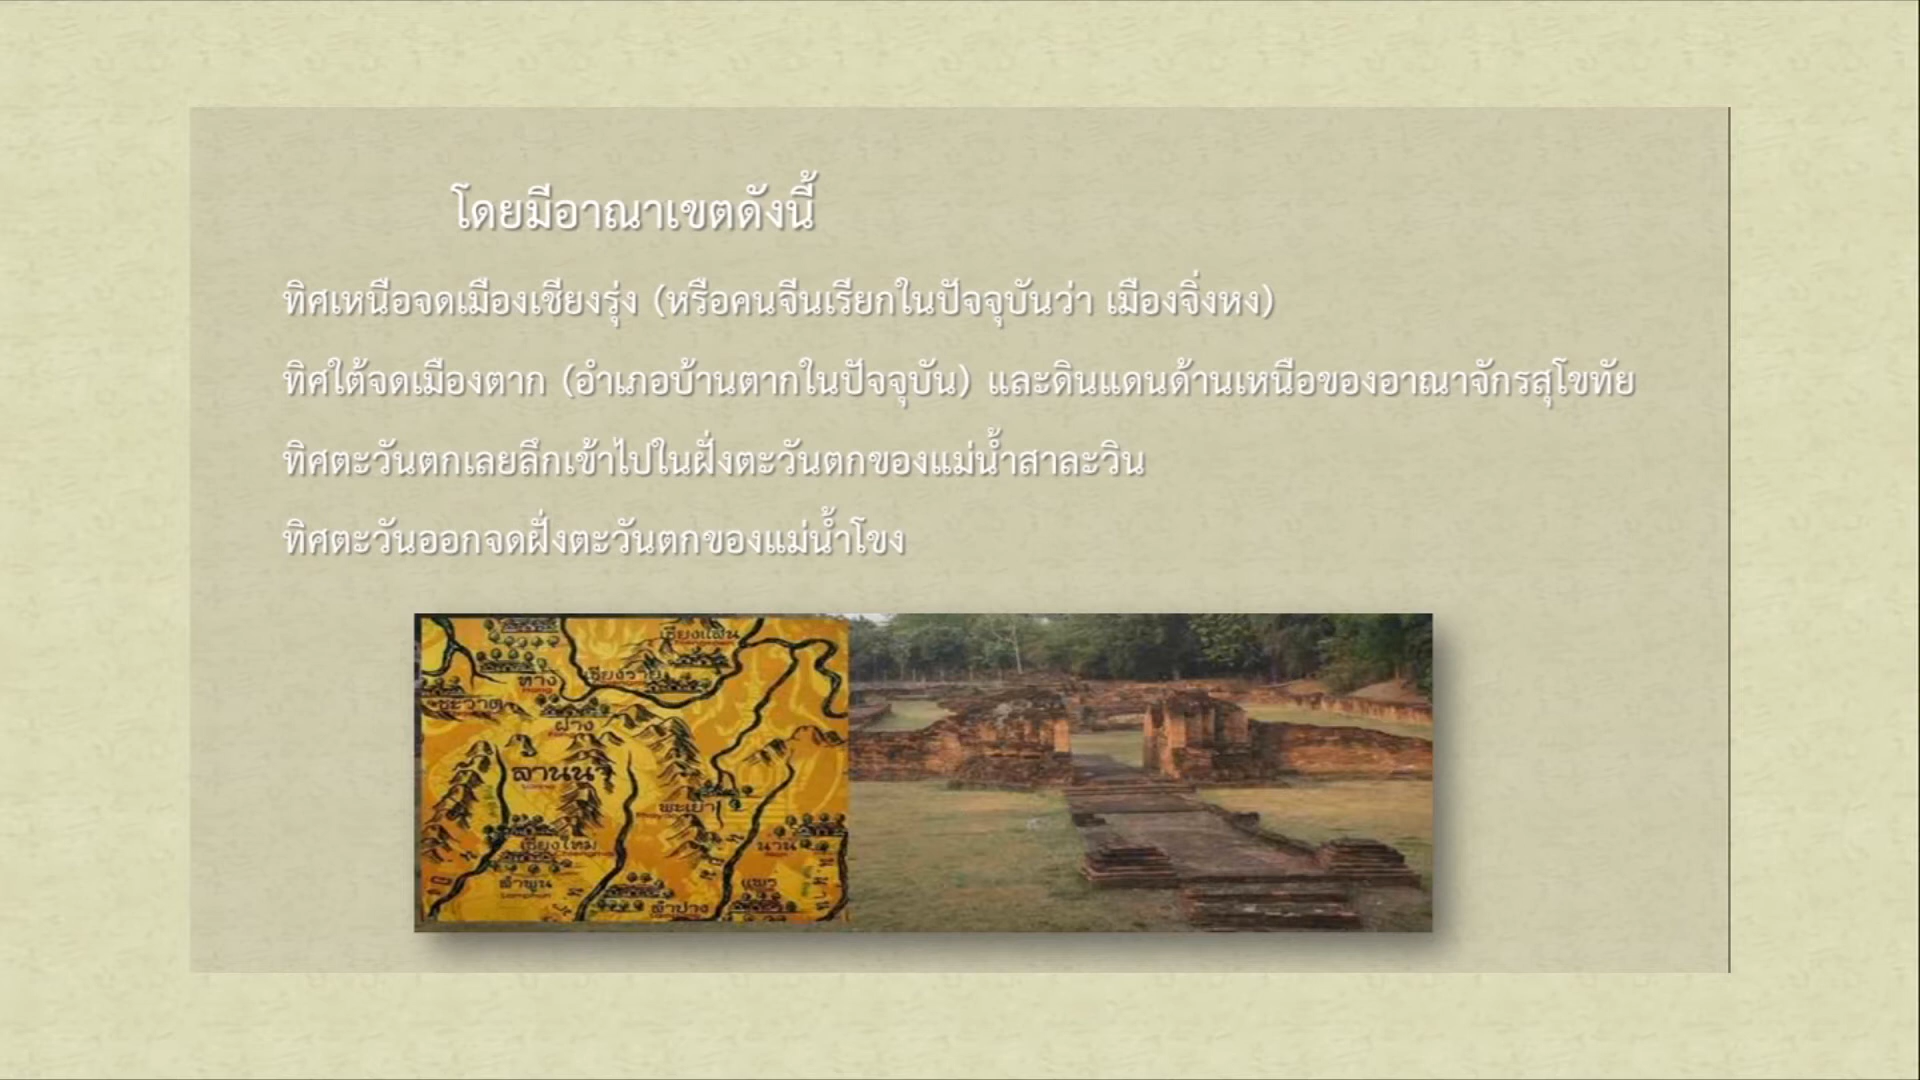 โดยมีอาณาเขตดังนี้
ทิศเหนือจดเมืองเชียงรุ่ง (หรือคนจีนเรียกในปัจจุบันว่า เมืองจิ่งหง)
ทิศใต้จดเมืองตาก (อำเภอบ้านตากในปัจจุบัน) และดินแดนด้านเหนือของอาณาจักรสุโขทัย
ทิศตะวันตกเลยลึกเข้าไปในฝั่งตะวันตกของแม่น้ำสาละวิน
ทิศตะวันออกจดฝั่งตะวันตกของแม่น้ำโขง
เชียงแสน
เชียงราย
ฝาง
ล้านนา
พะเยา
เชียงใหม่
น่าน
ลำพูน
แพร่
ลำปาง